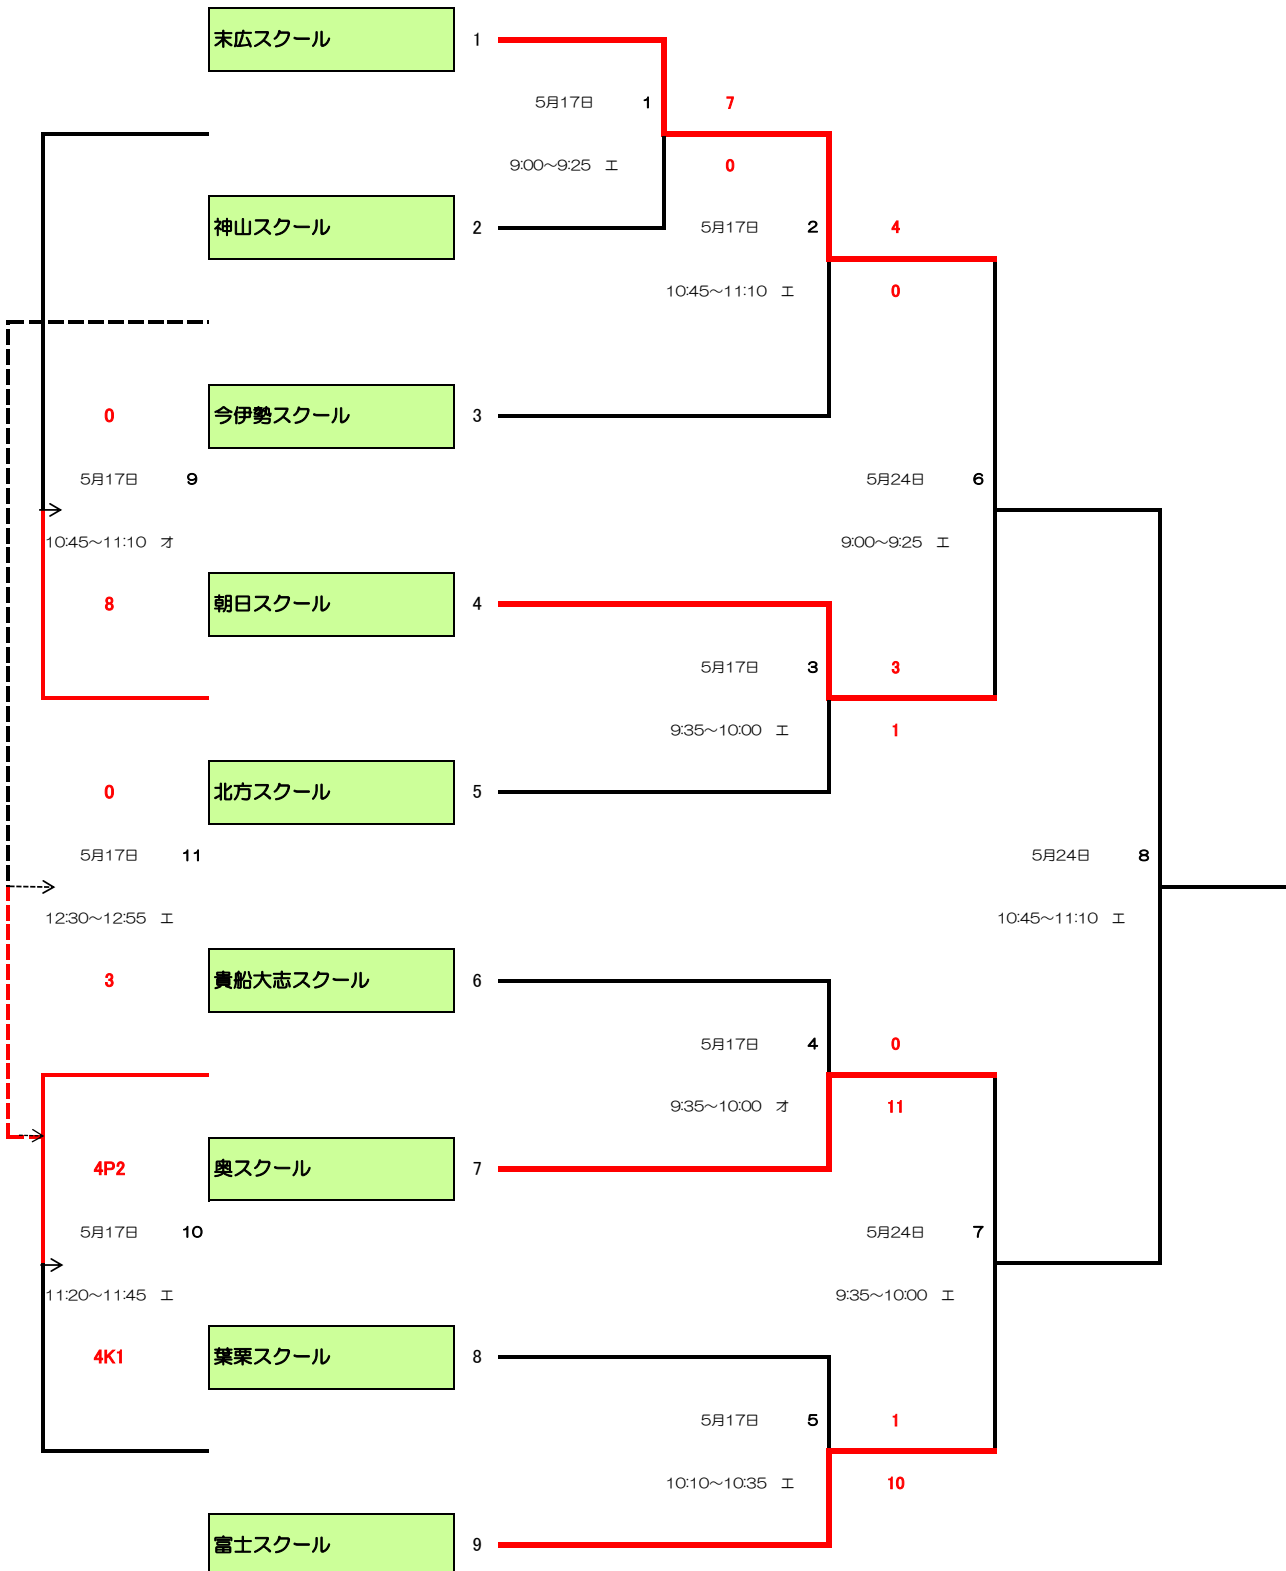 末広スクール 1
5月17日 1 7
9:00～9:25 エ 0
神山スクール 2
5月17日 2 4
10:45～11:10 エ 0
0 今伊勢スクール 3
5月17日 9 5月24日 6
10:45～11:10 オ 9:00～9:25 エ
8 朝日スクール 4
5月17日 3 3
9:35～10:00 エ 1
0 北方スクール 5
5月17日 11 5月24日 8
12:30～12:55 エ 10:45～11:10 エ
3 貴船大志スクール 6
5月17日 4 0
9:35～10:00 オ 11
4P2 奥スクール 7
5月17日 10 5月24日 7
11:20～11:45 エ 9:35～10:00 エ
4K1 葉栗スクール 8
5月17日 5 1
10:10～10:35 エ 10
富士スクール 9